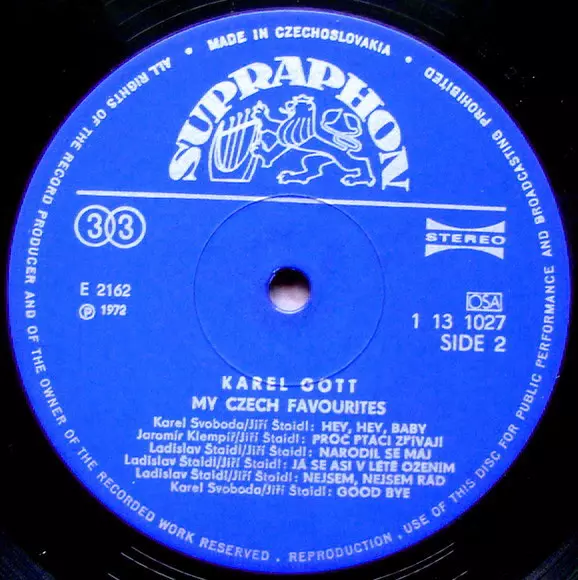 MADE IN CZECHOSLOVAKIA
ALL RIGHTS OF THE RECORD PRODUCER AND OF THE OWNER OF THE RECORDED WORK RESERVED . REPRODUCTION , USE OF THIS DISC FOR PUBLIC PERFORMANCE AND BROADCASTING PROHIBITED
SUPRAPHON
33
STEREO
E 2162
OSA
℗ 1972
1 13 1027
SIDE 2
KAREL GOTT
MY CZECH FAVOURITES
Karel Svoboda/Jiří Štaidl: HEY, HEY, BABY
Jaromír Klempíř/Jiří Štaidl: PROČ PTÁCI ZPÍVAJÍ
Ladislav Štaidl/Jiří Štaidl: NARODIL SE MÁJ
Ladislav Štaidl/Jiří Štaidl: JÁ SE ASI V LÉTĚ OŽENÍM
Ladislav Štaidl/Jiří Štaidl: NEJSEM, NEJSEM RÁD
Karel Svoboda/Jiří Štaidl: GOOD BYE